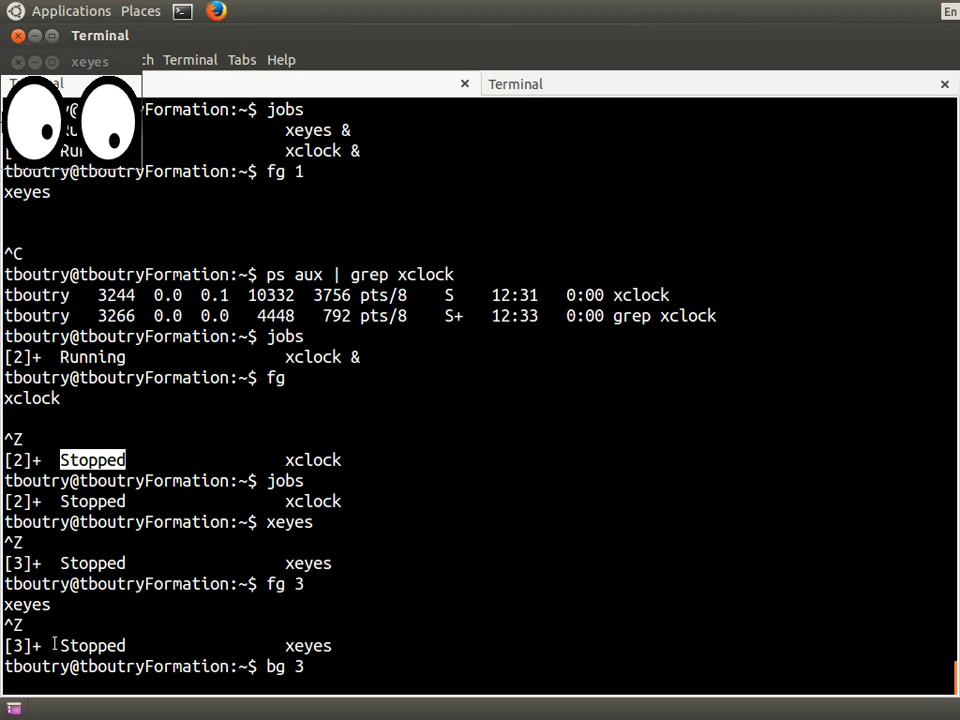 Applications Places
En
Terminal
xeyes
Terminal Tabs Help
Terminal
jobs
xeyes &
xclock &
tboutry@tboutryFormation:~$ fg 1
xeyes
^C
tboutry@tboutryFormation:~$ ps aux | grep xclock
tboutry 3244 0.0 0.1 10332 3756 pts/8 S 12:31 0:00 xclock
tboutry 3266 0.0 0.0 4448 792 pts/8 S+ 12:33 0:00 grep xclock
tboutry@tboutryFormation:~$ jobs
[2]+ Running xclock &
tboutry@tboutryFormation:~$ fg
xclock
^Z
[2]+ Stopped xclock
tboutry@tboutryFormation:~$ jobs
[2]+ Stopped xclock
tboutry@tboutryFormation:~$ xeyes
^Z
[3]+ Stopped xeyes
tboutry@tboutryFormation:~$ fg 3
xeyes
^Z
[3]+ Stopped xeyes
tboutry@tboutryFormation:~$ bg 3